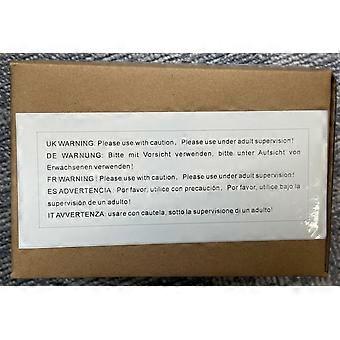 UK WARNING: Please use with caution, Please use under adult supervision!
DE WARNUNG: Bitte mit Vorsicht verwenden, bitte unter Aufsicht von
Erwachsenen verwenden!
FR WARNING: Please use with caution, Please use under adult supervision!
ES ADVERTENCIA: Por favor, utilice con precaución, Por favor, utilice bajo la
supervisión de un adulto!
IT AVVERTENZA: usare con cautela, sotto la supervisione di un adulto!